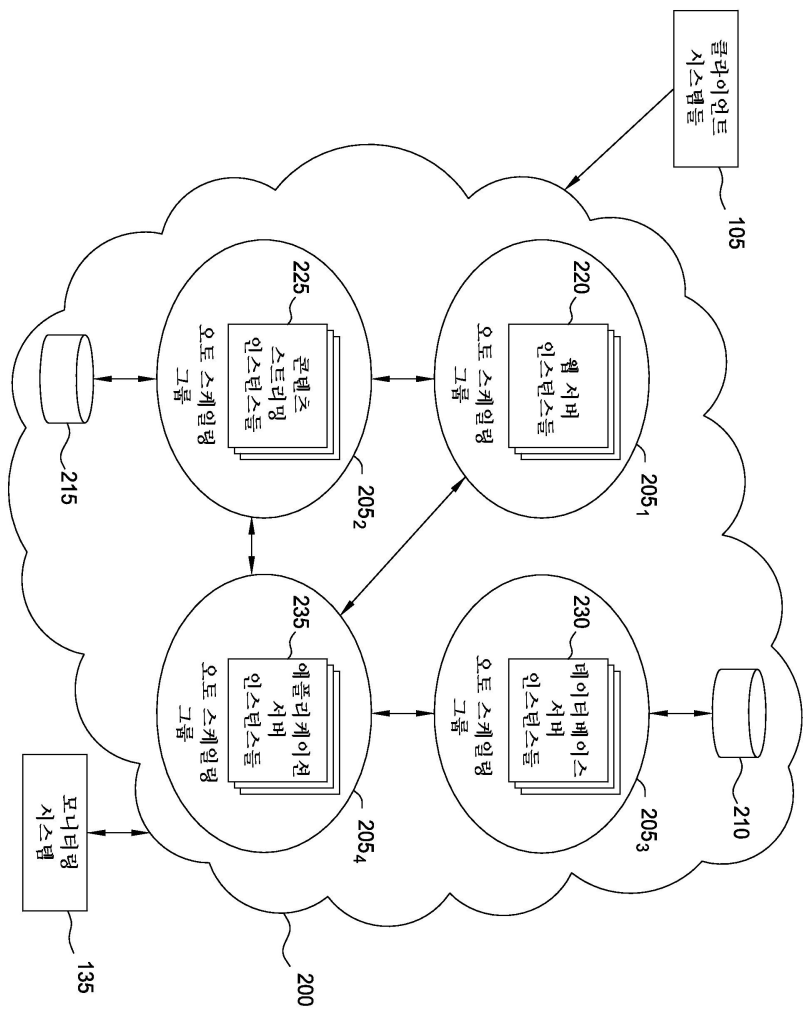 클라이언트
시스템들
105
220
웹 서버
인스턴스들
오토 스케일링
그룹
205₁
225
콘텐츠
스트리밍
인스턴스들
오토 스케일링
그룹
205₂
215
230
데이터베이스
서버
인스턴스들
오토 스케일링
그룹
205₃
210
235
애플리케이션
서버
인스턴스들
오토 스케일링
그룹
205₄
200
모니터링
시스템
135